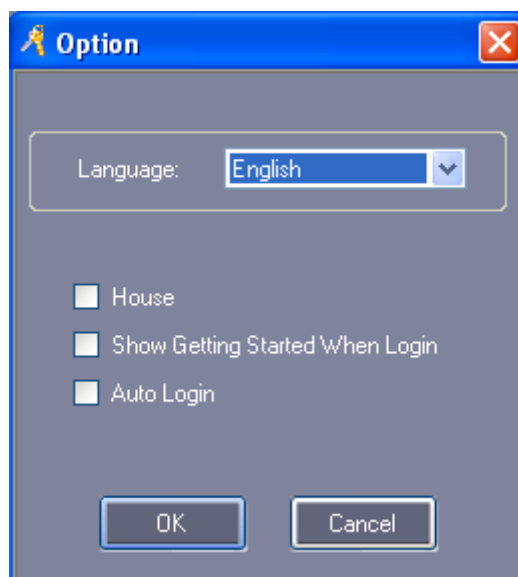 Option
Language: English
House
Show Getting Started When Login
Auto Login
OK Cancel